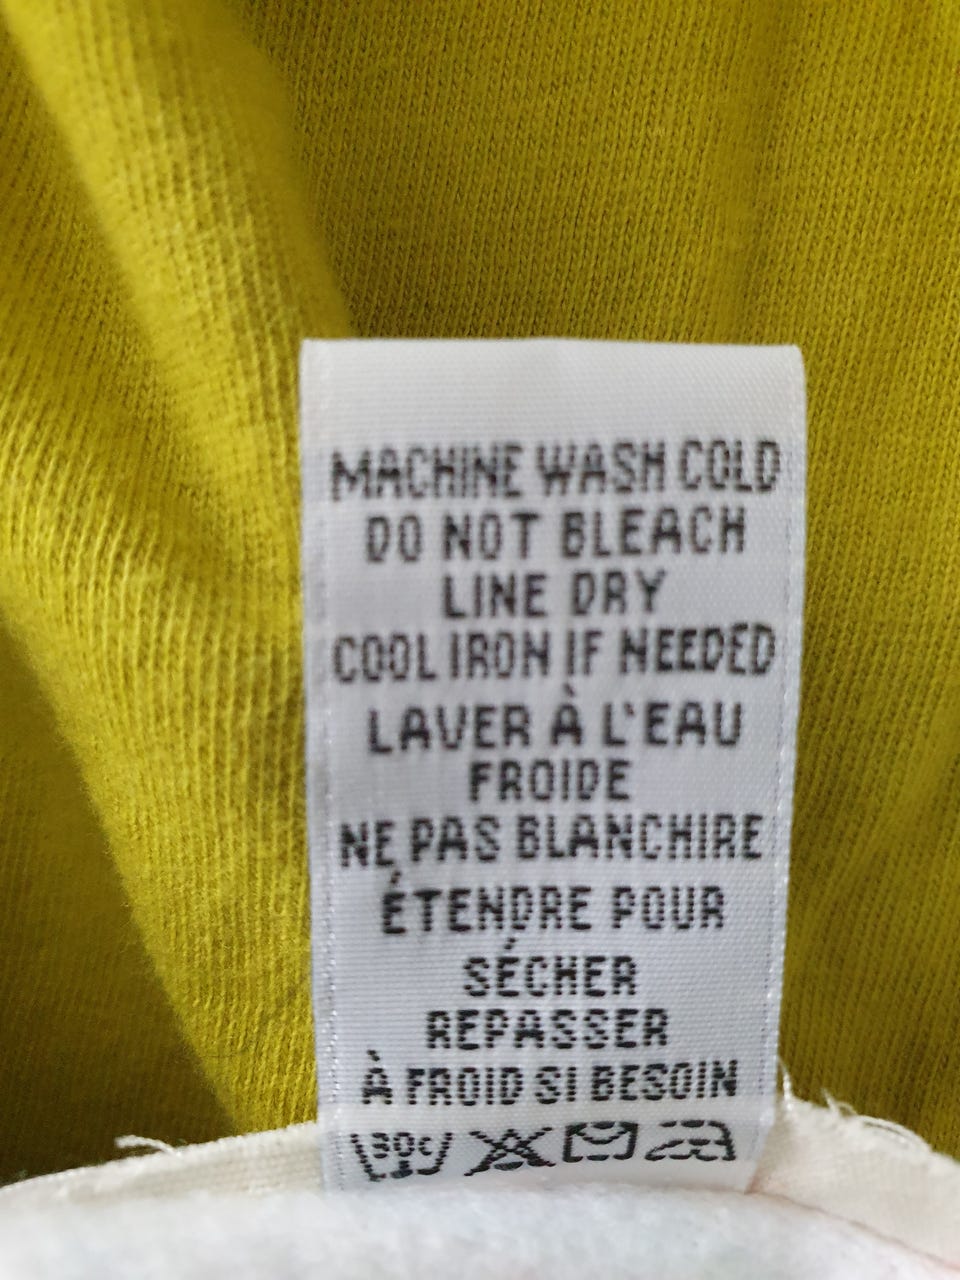 MACHINE WASH COLD
DO NOT BLEACH
LINE DRY
COOL IRON IF NEEDED
LAVER À L'EAU
FROIDE
NE PAS BLANCHIRE
ÉTENDRE POUR
SÉCHER
REPASSER
À FROID SI BESOIN
30C